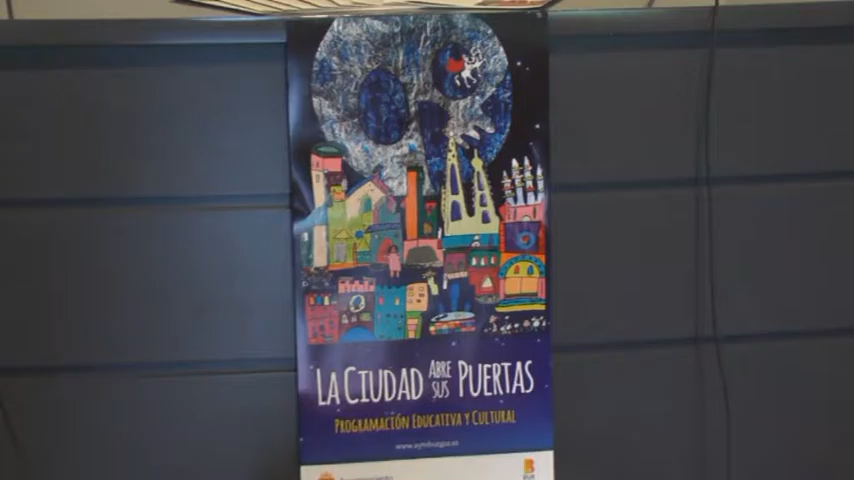 LA CIUDAD ABRE SUS PUERTAS
PROGRAMACIÓN EDUCATIVA Y CULTURAL
www.aytoburgos.es
B